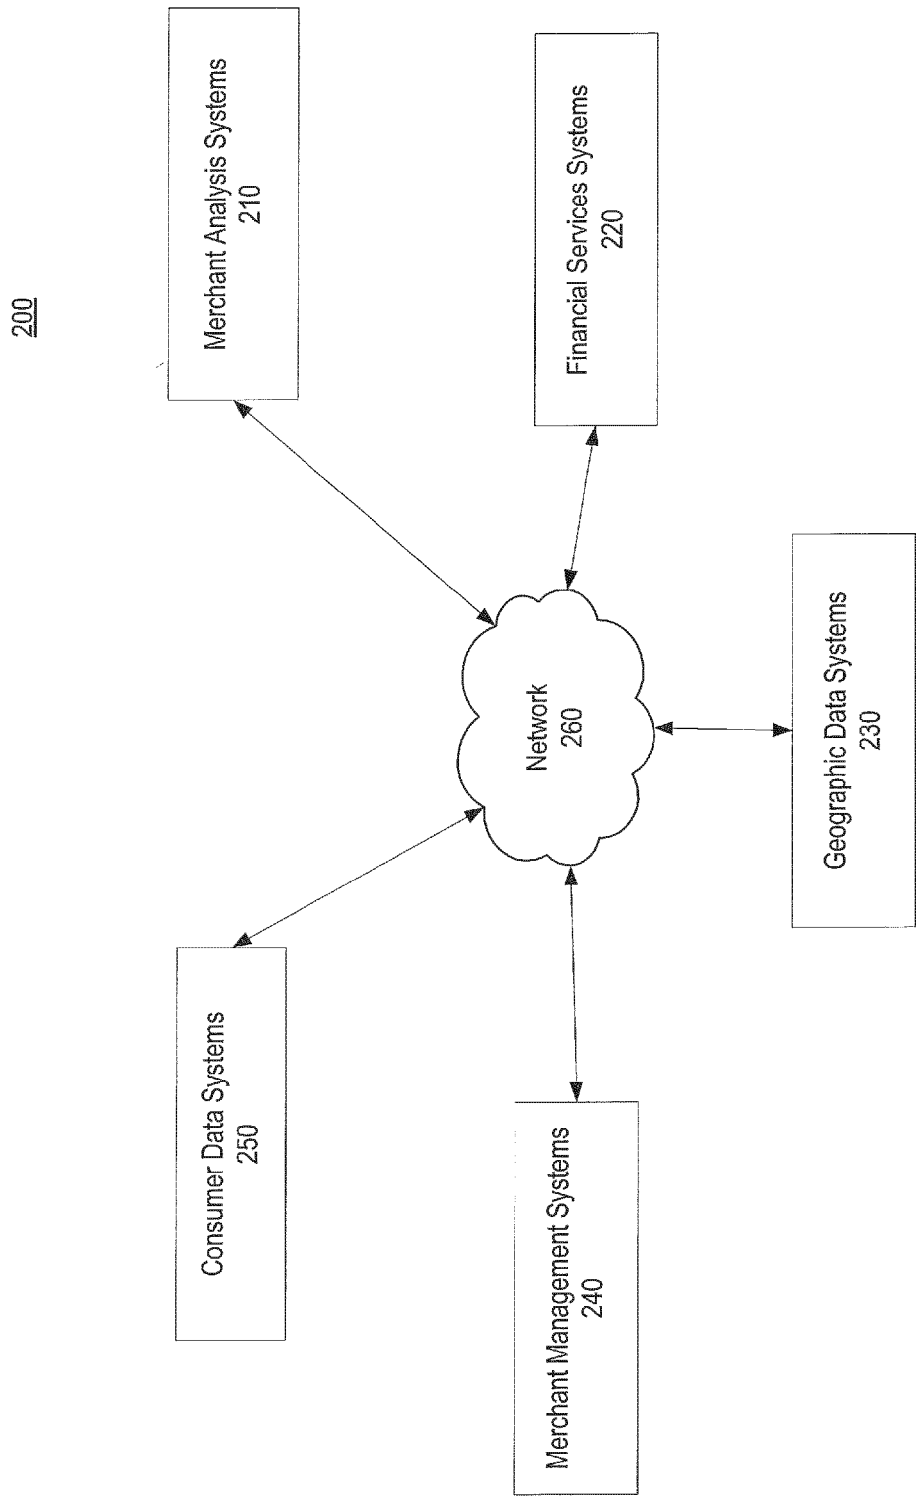 200
Merchant Analysis Systems
210
Financial Services Systems
220
Geographic Data Systems
230
Merchant Management Systems
240
Consumer Data Systems
250
Network
260